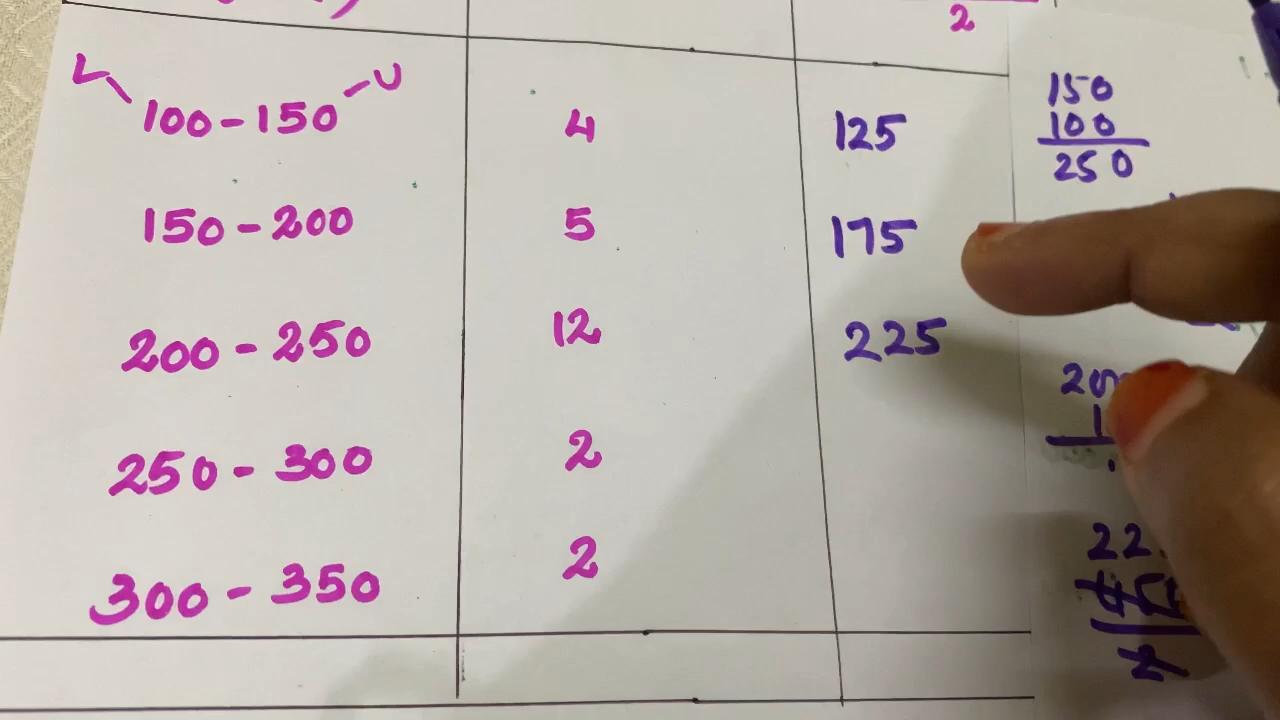 2
L U
100 - 150 4 125
150 - 200 5 175
200 - 250 12 225
250 - 300 2
300 - 350 2
150
100
250